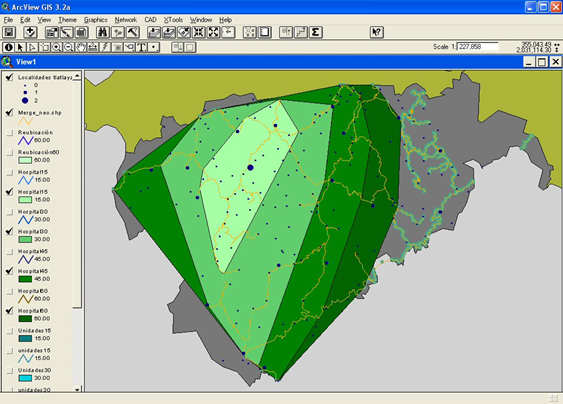 ArcView GIS 3.2a
File Edit View Theme Graphics Network CAD XTools Window Help
Scale 1: 227,858
355,043.49
2,031,114.30
View1
Localidades tlatlaya
0
1
2
Merge_neo.shp
Reubicación
60.00
Reubicación60
60.00
Hospital15
15.00
Hospital15
15.00
Hospital30
30.00
Hospital30
30.00
Hospital45
45.00
Hospital45
45.00
Hospital60
60.00
Hospital60
60.00
Unidades15
15.00
unidades15
15.00
Unidades30
30.00
unidades30